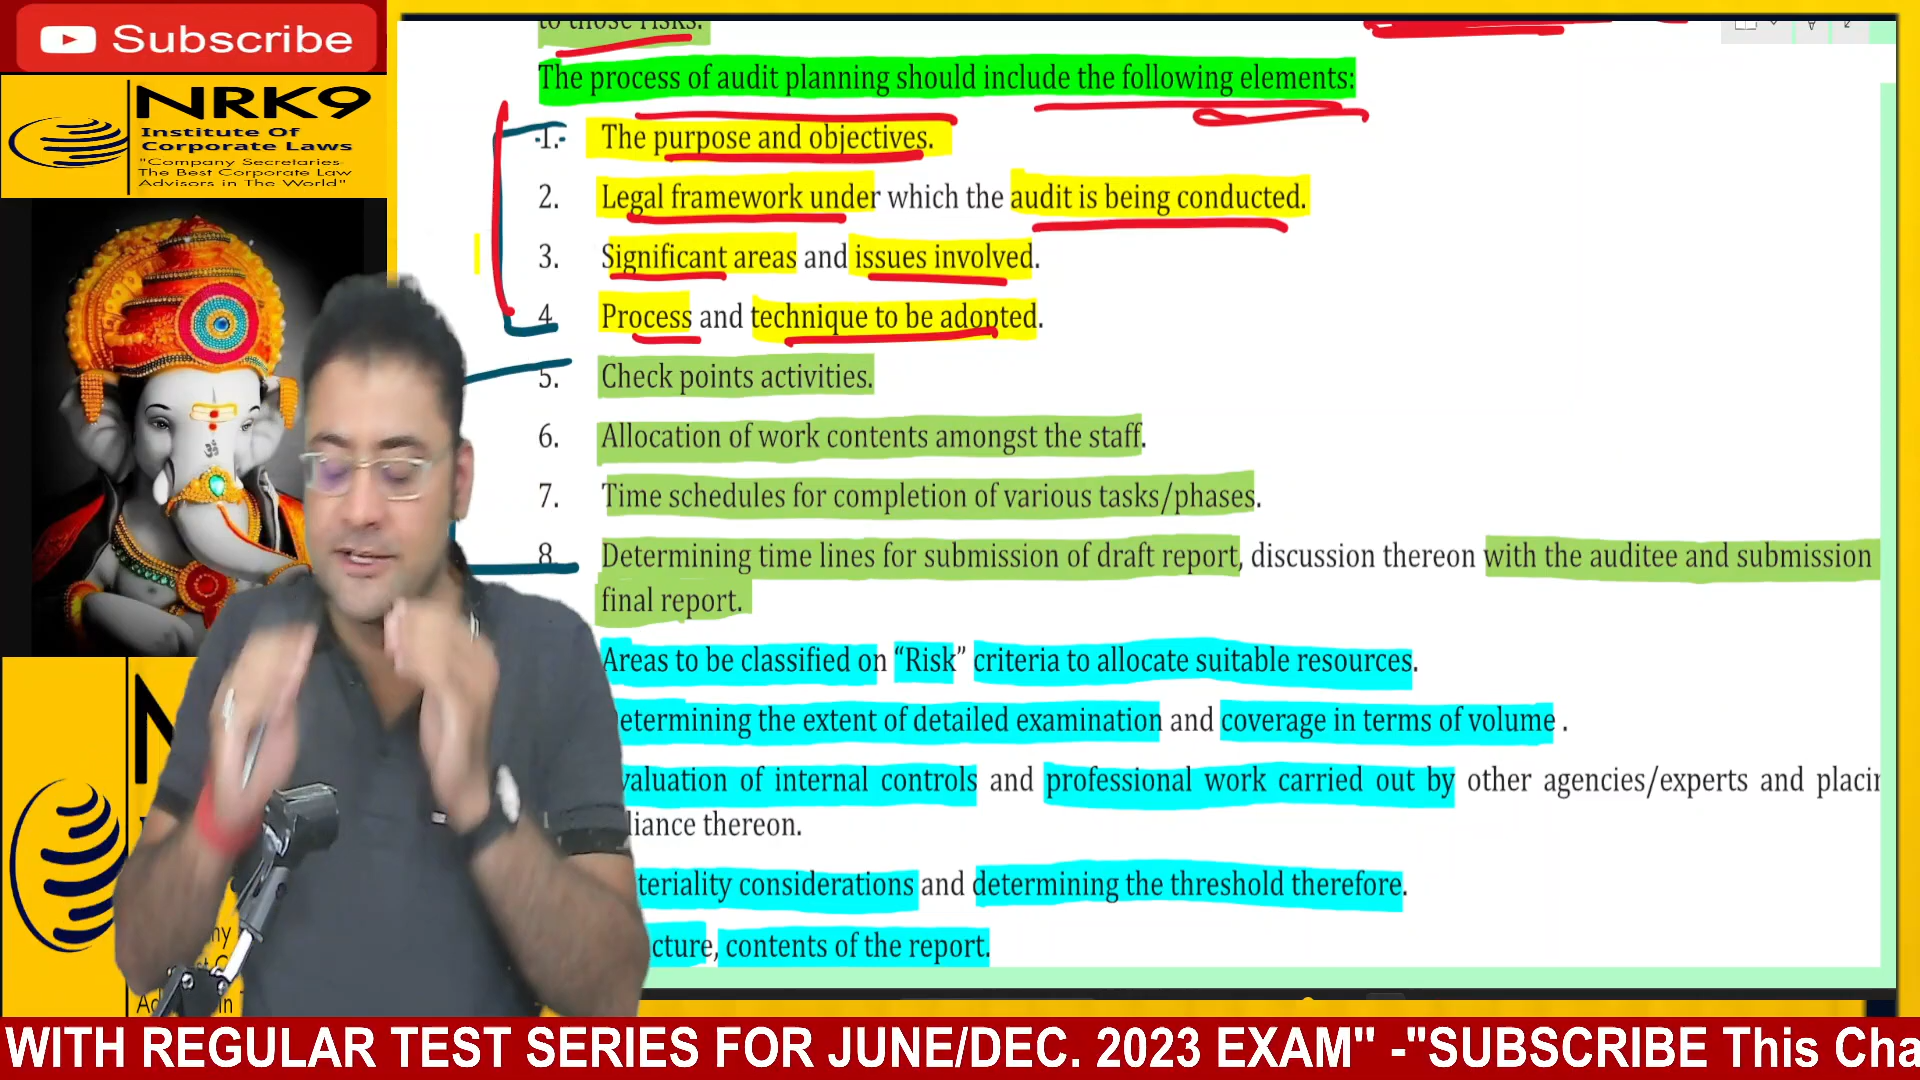 Subscribe
NRK9
Institute Of
Corporate Laws
"Company Secretaries-
The Best Corporate Law
Advisors in The World"
to those risks.
The process of audit planning should include the following elements:
1. The purpose and objectives.
2. Legal framework under which the audit is being conducted.
3. Significant areas and issues involved.
4. Process and technique to be adopted.
5. Check points activities.
6. Allocation of work contents amongst the staff.
7. Time schedules for completion of various tasks/phases.
8. Determining time lines for submission of draft report, discussion thereon with the auditee and submission
final report.
Areas to be classified on “Risk” criteria to allocate suitable resources.
etermining the extent of detailed examination and coverage in terms of volume .
valuation of internal controls and professional work carried out by other agencies/experts and placin
liance thereon.
teriality considerations and determining the threshold therefore.
cture, contents of the report.
WITH REGULAR TEST SERIES FOR JUNE/DEC. 2023 EXAM" -"SUBSCRIBE This Cha